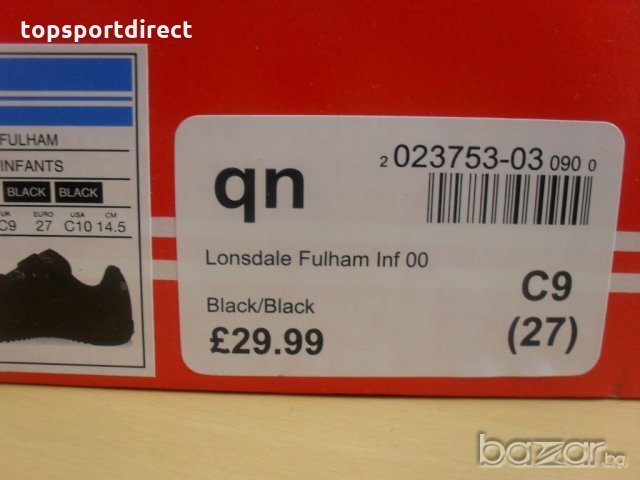 topsportdirect
FULHAM
INFANTS
BLACK BLACK
UK EURO USA CM
C9 27 C10 14.5
qn
2 023753-03 090 0
Lonsdale Fulham Inf 00
Black/Black
£29.99
C9
(27)
bazar.bg